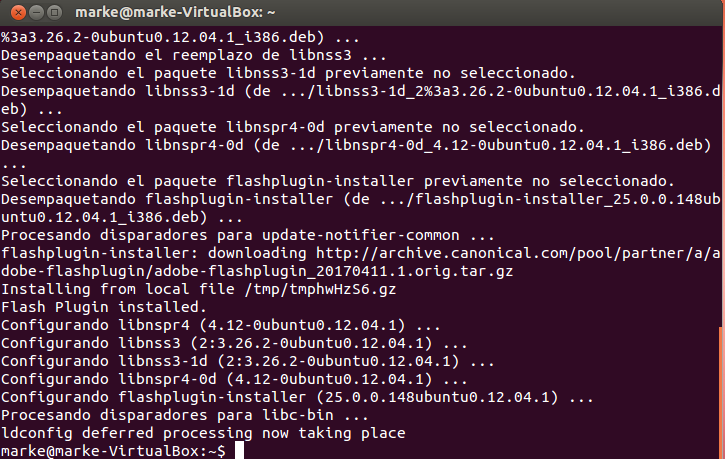 marke@marke-VirtualBox: ~
%3a3.26.2-0ubuntu0.12.04.1_i386.deb) ...
Desempaquetando el reemplazo de libnss3 ...
Seleccionando el paquete libnss3-1d previamente no seleccionado.
Desempaquetando libnss3-1d (de .../libnss3-1d_2%3a3.26.2-0ubuntu0.12.04.1_i386.d
eb) ...
Seleccionando el paquete libnspr4-0d previamente no seleccionado.
Desempaquetando libnspr4-0d (de .../libnspr4-0d_4.12-0ubuntu0.12.04.1_i386.deb)
...
Seleccionando el paquete flashplugin-installer previamente no seleccionado.
Desempaquetando flashplugin-installer (de .../flashplugin-installer_25.0.0.148ub
untu0.12.04.1_i386.deb) ...
Procesando disparadores para update-notifier-common ...
flashplugin-installer: downloading http://archive.canonical.com/pool/partner/a/a
dobe-flashplugin/adobe-flashplugin_20170411.1.orig.tar.gz
Installing from local file /tmp/tmphwHzS6.gz
Flash Plugin installed.
Configurando libnspr4 (4.12-0ubuntu0.12.04.1) ...
Configurando libnss3 (2:3.26.2-0ubuntu0.12.04.1) ...
Configurando libnss3-1d (2:3.26.2-0ubuntu0.12.04.1) ...
Configurando libnspr4-0d (4.12-0ubuntu0.12.04.1) ...
Configurando flashplugin-installer (25.0.0.148ubuntu0.12.04.1) ...
Procesando disparadores para libc-bin ...
ldconfig deferred processing now taking place
marke@marke-VirtualBox:~$